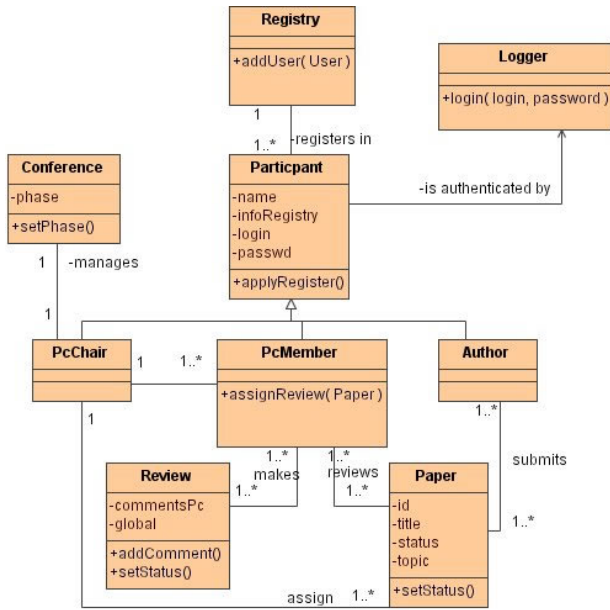 Registry
+addUser( User )
Logger
+login( login, password )
1
1..*
-registers in
Conference
-phase
+setPhase()
Particpant
-name
-infoRegistry
-login
-passwd
+applyRegister()
-is authenticated by
1
-manages
1
PcChair
1
1..*
PcMember
+assignReview( Paper )
Author
1
1..*
1..*
1..*
makes
reviews
submits
1..*
1..*
1..*
Review
-commentsPc
-global
+addComment()
+setStatus()
Paper
-id
-title
-status
-topic
+setStatus()
assign
1..*